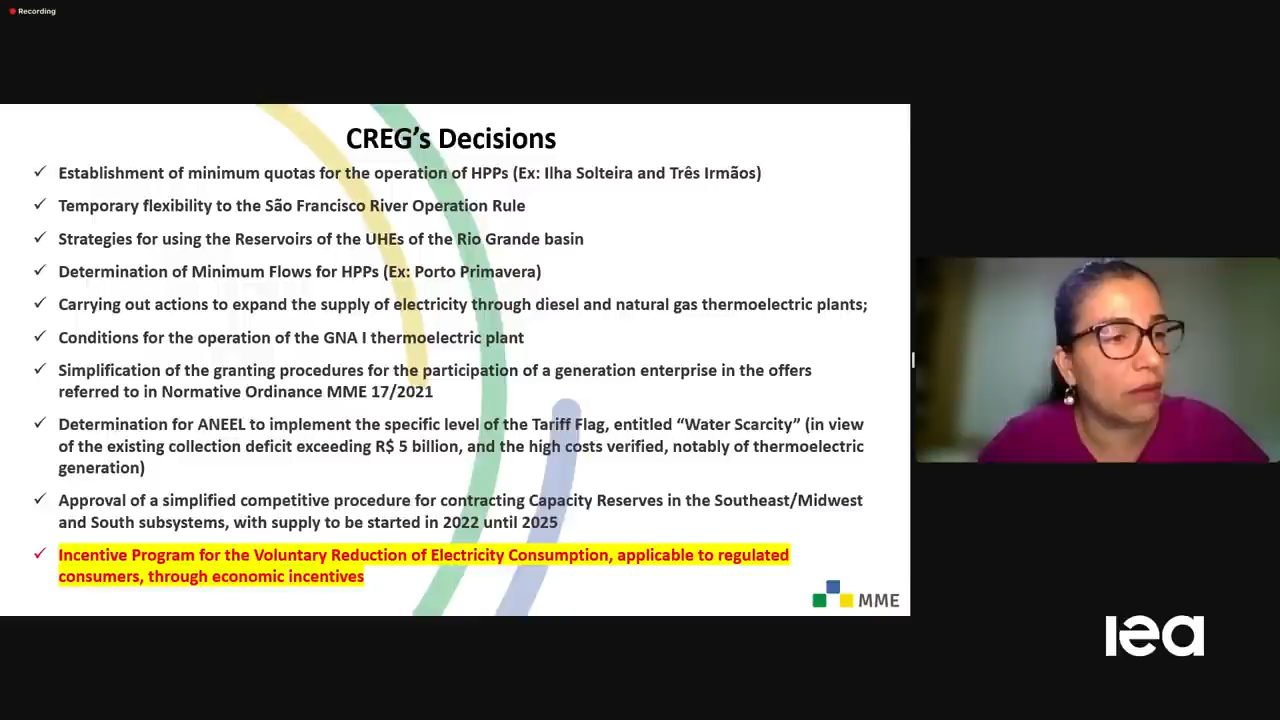 Recording
CREG's Decisions
✓ Establishment of minimum quotas for the operation of HPPs (Ex: Ilha Solteira and Três Irmãos)
✓ Temporary flexibility to the São Francisco River Operation Rule
✓ Strategies for using the Reservoirs of the UHEs of the Rio Grande basin
✓ Determination of Minimum Flows for HPPs (Ex: Porto Primavera)
✓ Carrying out actions to expand the supply of electricity through diesel and natural gas thermoelectric plants;
✓ Conditions for the operation of the GNA I thermoelectric plant
✓ Simplification of the granting procedures for the participation of a generation enterprise in the offers
referred to in Normative Ordinance MME 17/2021
✓ Determination for ANEEL to implement the specific level of the Tariff Flag, entitled “Water Scarcity” (in view
of the existing collection deficit exceeding R$ 5 billion, and the high costs verified, notably of thermoelectric
generation)
✓ Approval of a simplified competitive procedure for contracting Capacity Reserves in the Southeast/Midwest
and South subsystems, with supply to be started in 2022 until 2025
✓ Incentive Program for the Voluntary Reduction of Electricity Consumption, applicable to regulated
consumers, through economic incentives
MME
iea